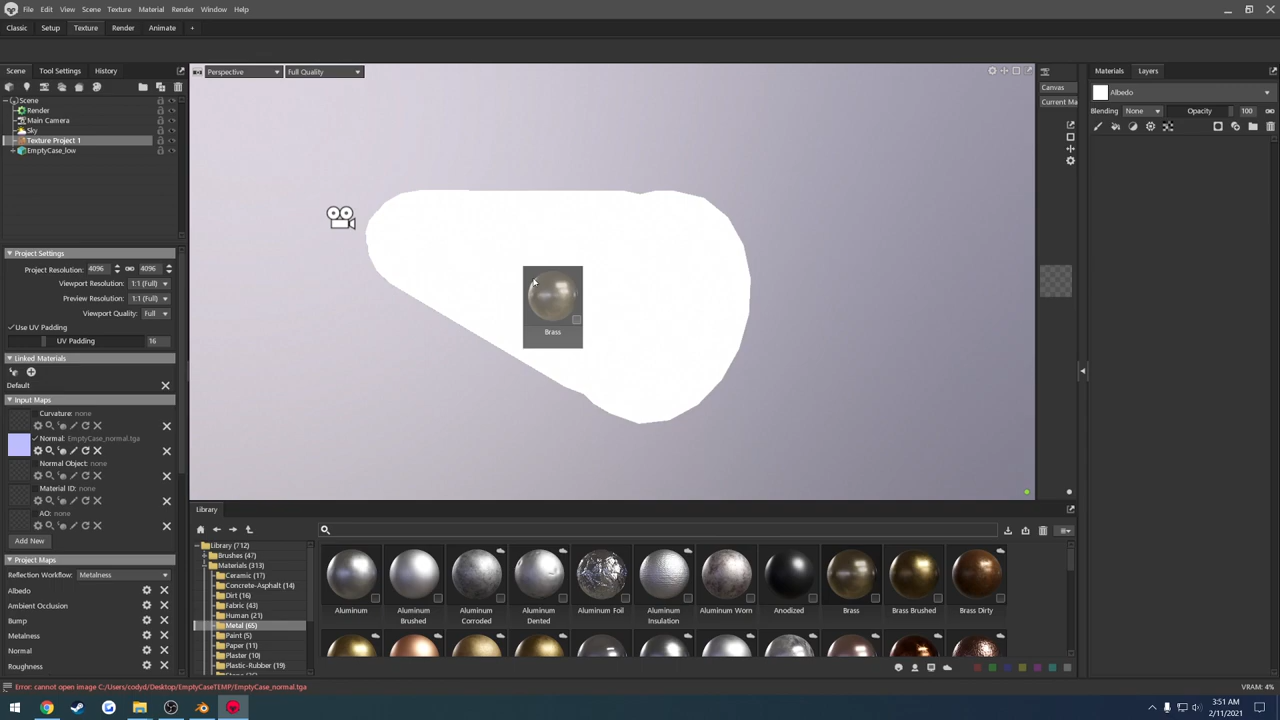 File Edit View Scene Texture Material Render Window Help
Classic Setup Texture Render Animate +
Scene Tool Settings History
Perspective Full Quality
Materials Layers
Scene
Render
Main Camera
Sky
Texture Project 1
EmptyCase_low
Canvas
Current Ma
Albedo
Blending None Opacity 100
Project Settings
Project Resolution: 4096 4096
Viewport Resolution: 1:1 (Full)
Preview Resolution: 1:1 (Full)
Viewport Quality: Full
Use UV Padding
UV Padding 16
Linked Materials
Default
Input Maps
Curvature: none
Normal: EmptyCase_normal.tga
Normal Object: none
Material ID: none
AO: none
Add New
Project Maps
Reflection Workflow: Metalness
Albedo
Ambient Occlusion
Bump
Metalness
Normal
Roughness
Brass
Library
Library (712)
Brushes (47)
Materials (313)
Ceramic (17)
Concrete-Asphalt (14)
Dirt (16)
Fabric (43)
Human (21)
Metal (65)
Paint (5)
Paper (11)
Plaster (10)
Plastic-Rubber (19)
Aluminum
Aluminum Brushed
Aluminum Corroded
Aluminum Dented
Aluminum Foil
Aluminum Insulation
Aluminum Worn
Anodized
Brass
Brass Brushed
Brass Dirty
Error: cannot open image C:/Users/codyd/Desktop/EmptyCaseTEMP/EmptyCase_normal.tga
VRAM: 4%
3:51 AM
2/11/2021